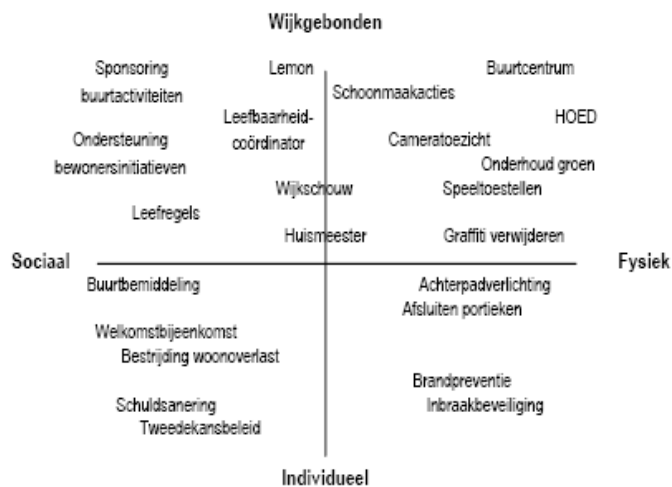 Wijkgebonden
Sponsoring
buurtactiviteiten
Lemon
Buurtcentrum
Schoonmaakacties
Leefbaarheid-
coördinator
HOED
Ondersteuning
bewonersinitiatieven
Cameratoezicht
Onderhoud groen
Wijkschouw
Speeltoestellen
Leefregels
Huismeester
Graffiti verwijderen
Sociaal
Fysiek
Buurtbemiddeling
Achterpadverlichting
Afsluiten portieken
Welkomstbijeenkomst
Bestrijding woonoverlast
Brandpreventie
Inbraakbeveiliging
Schuldsanering
Tweedekansbeleid
Individueel